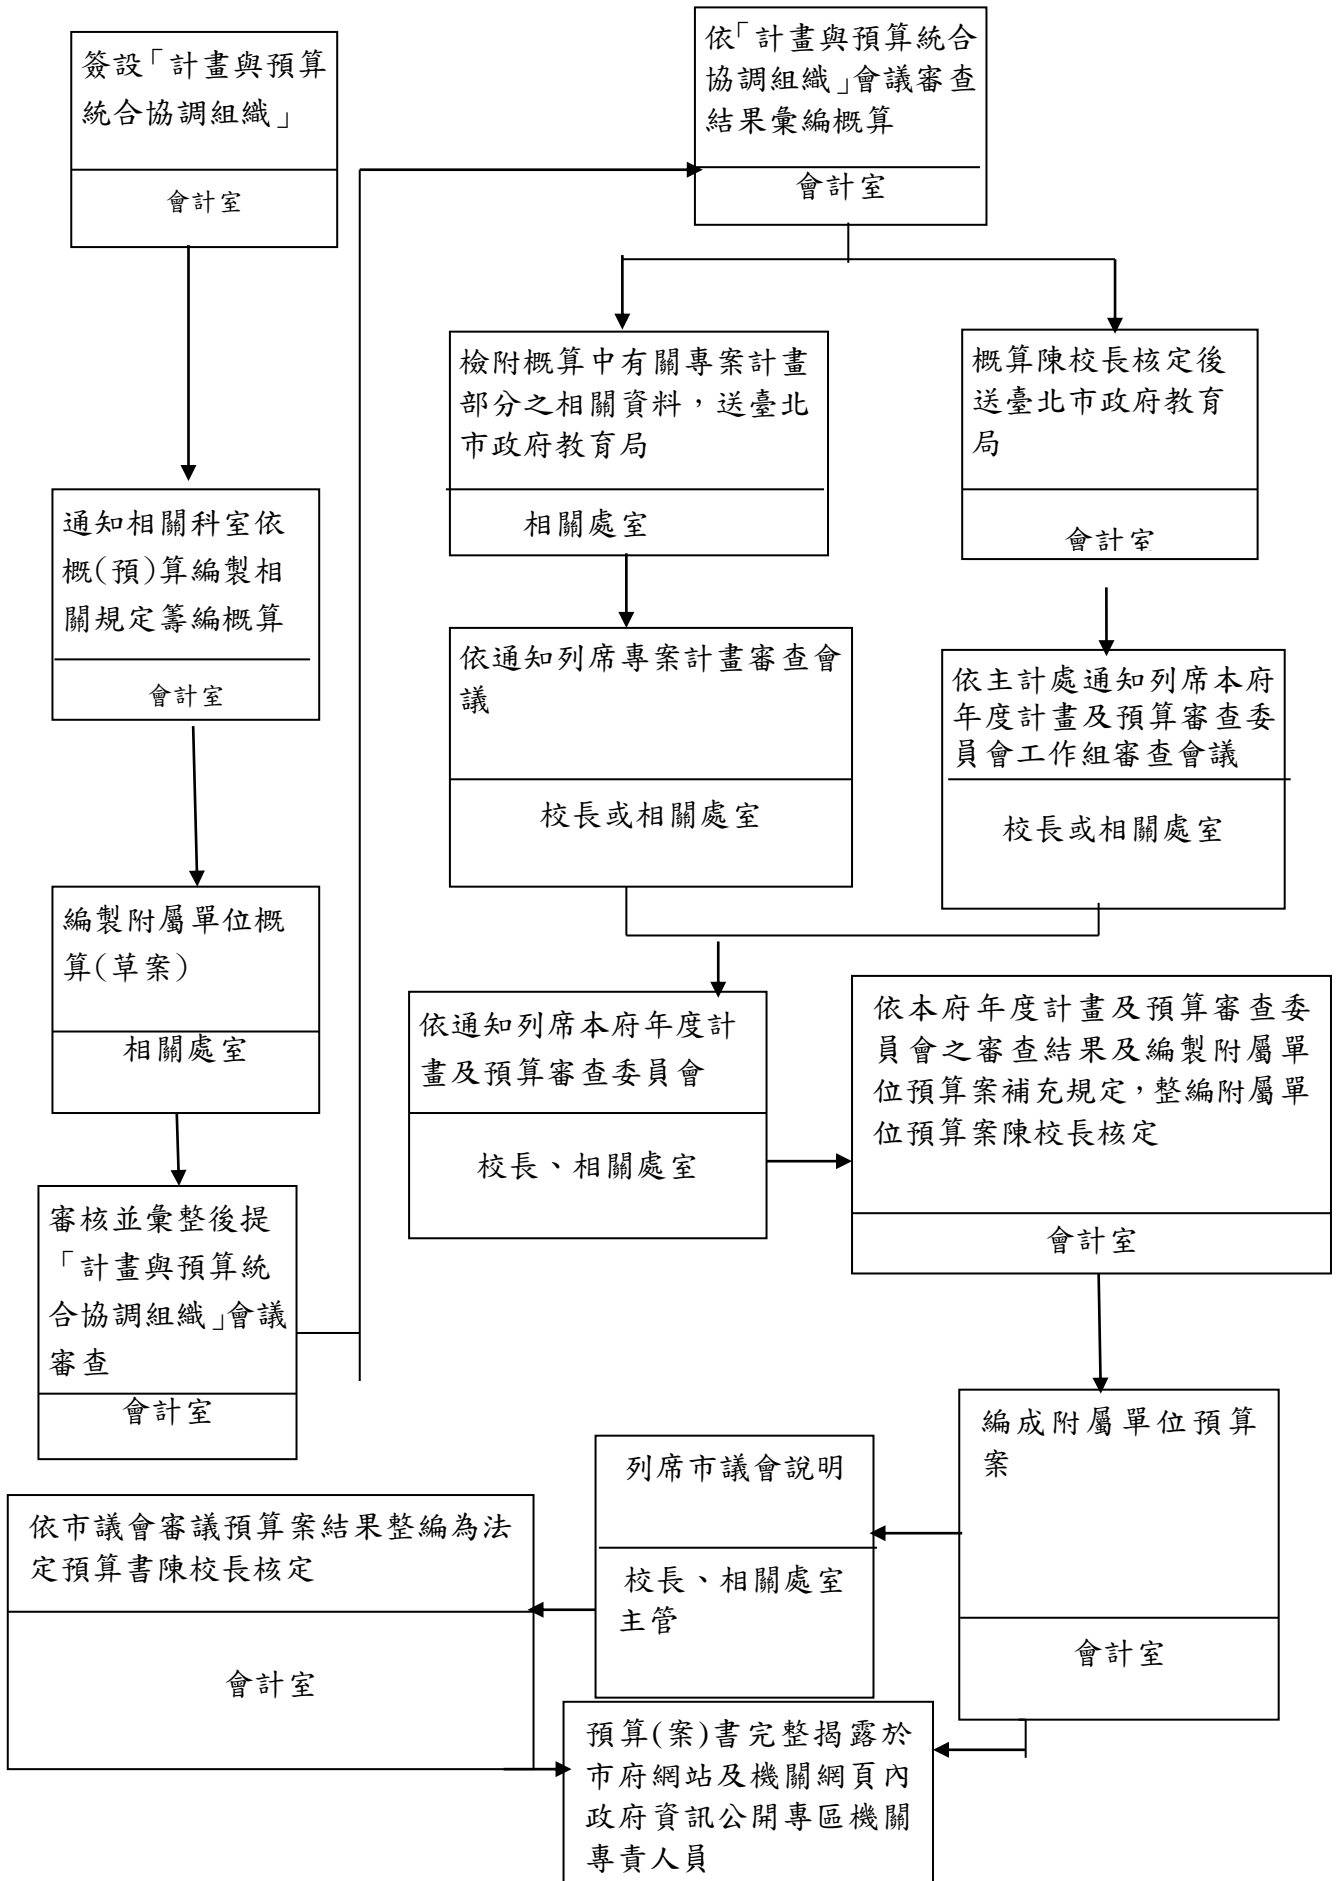 簽設「計畫與預算
統合協調組織」
會計室
通知相關科室依
概(預)算編製相
關規定籌編概算
會計室
編製附屬單位概
算(草案)
相關處室
審核並彙整後提
「計畫與預算統
合協調組織」會議
審查
會計室
依「計畫與預算統合
協調組織」會議審查
結果彙編概算
會計室
檢附概算中有關專案計畫
部分之相關資料，送臺北
市政府教育局
相關處室
概算陳校長核定後
送臺北市政府教育
局
會計室
依通知列席專案計畫審查會
議
校長或相關處室
依主計處通知列席本府
年度計畫及預算審查委
員會工作組審查會議
校長或相關處室
依通知列席本府年度計
畫及預算審查委員會
校長、相關處室
依本府年度計畫及預算審查委
員會之審查結果及編製附屬單
位預算案補充規定，整編附屬單
位預算案陳校長核定
會計室
編成附屬單位預算
案
會計室
列席市議會說明
校長、相關處室
主管
依市議會審議預算案結果整編為法
定預算書陳校長核定
會計室
預算(案)書完整揭露於
市府網站及機關網頁內
政府資訊公開專區機關
專責人員